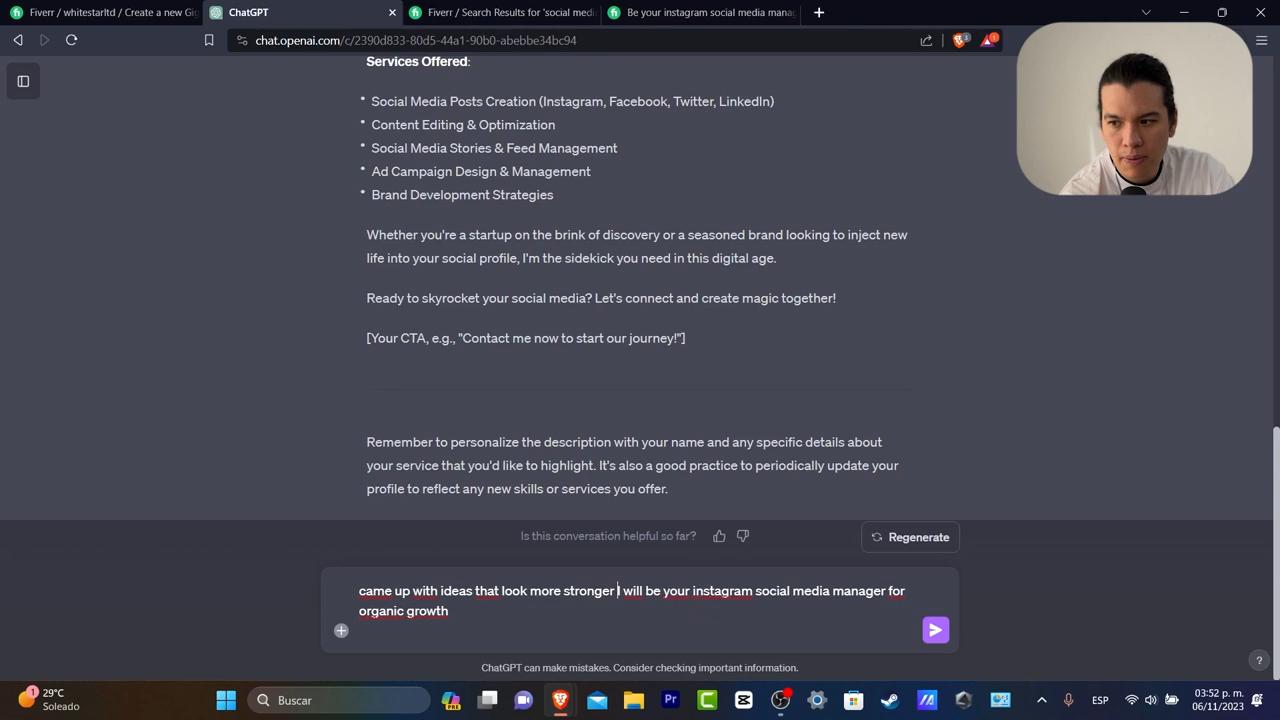 Fiverr / whitestarltd / Create a new Gig
ChatGPT
Fiverr / Search Results for 'social medi
Be your instagram social media manag
chat.openai.com/c/2390d833-80d5-44a1-90b0-abebbe34bc94
3
1
Services Offered:
• Social Media Posts Creation (Instagram, Facebook, Twitter, LinkedIn)
• Content Editing & Optimization
• Social Media Stories & Feed Management
• Ad Campaign Design & Management
• Brand Development Strategies
Whether you're a startup on the brink of discovery or a seasoned brand looking to inject new
life into your social profile, I'm the sidekick you need in this digital age.
Ready to skyrocket your social media? Let's connect and create magic together!
[Your CTA, e.g., "Contact me now to start our journey!"]
Remember to personalize the description with your name and any specific details about
your service that you'd like to highlight. It's also a good practice to periodically update your
profile to reflect any new skills or services you offer.
Is this conversation helpful so far?
Regenerate
came up with ideas that look more stronger I will be your instagram social media manager for
organic growth
ChatGPT can make mistakes. Consider checking important information.
?
1
29°C
Soleado
Buscar
Pr
ESP
03:52 p. m.
06/11/2023